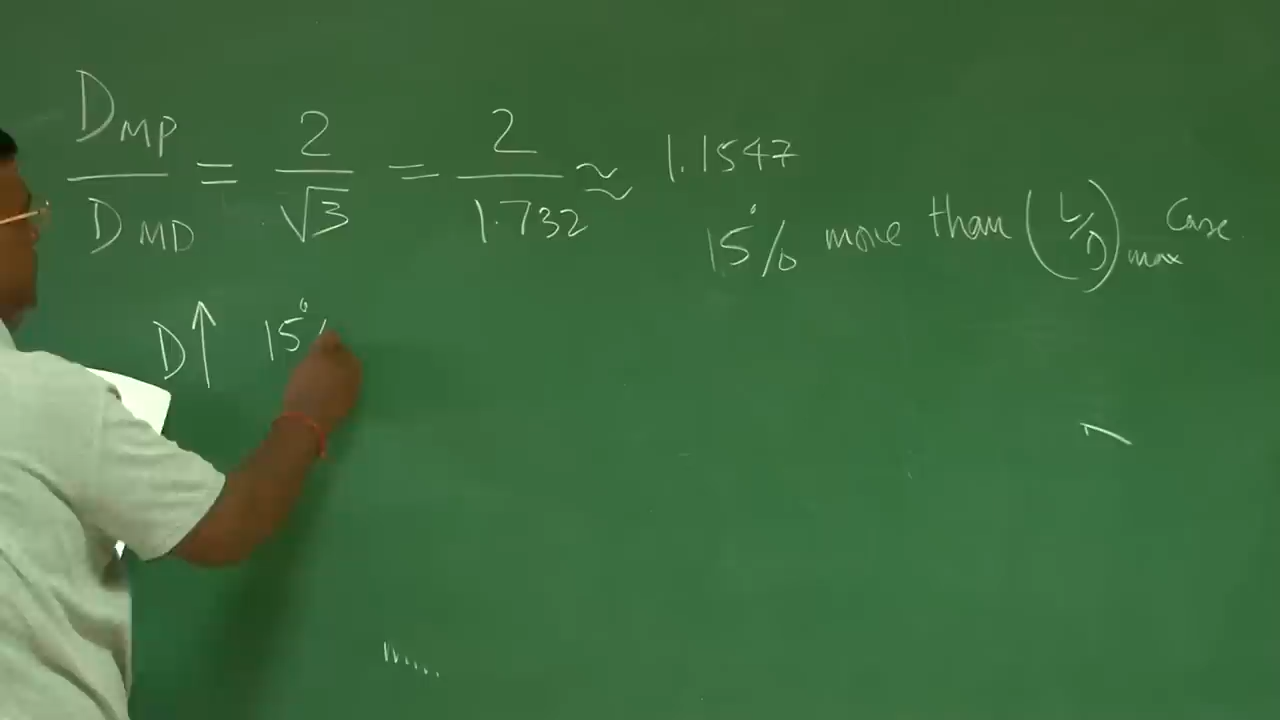 D_MP / D_MD = 2 / √3 = 2 / 1.732 ≈ 1.1547
15% more than (L/D)max Case
D↑ 15%